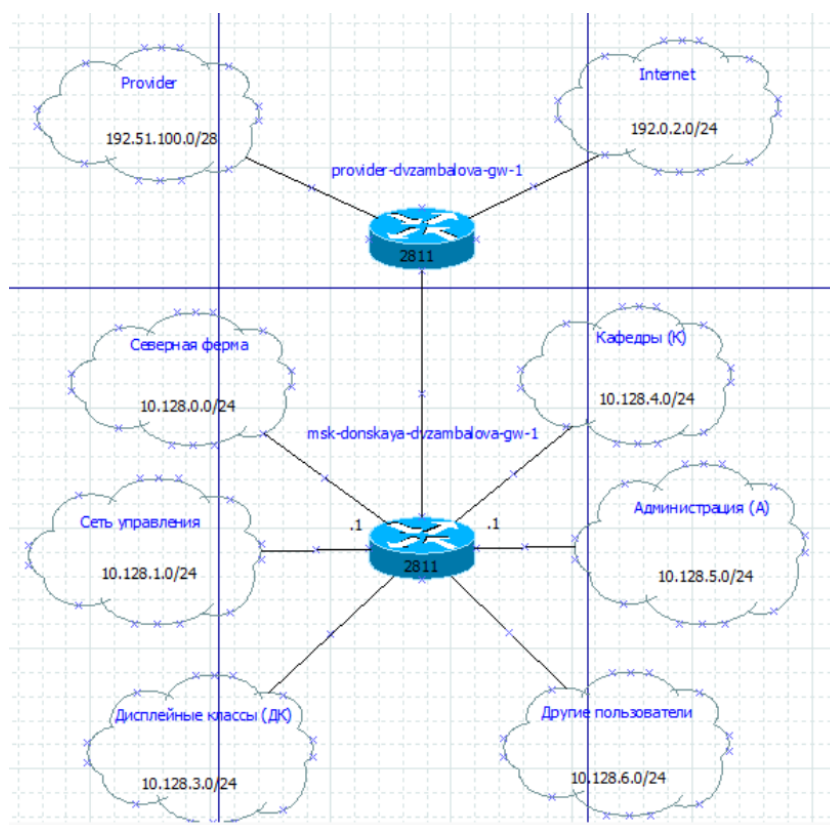 Provider
192.51.100.0/28
Internet
192.0.2.0/24
provider-dvzambalova-gw-1
2811
Северная ферма
10.128.0.0/24
Кафедры (К)
10.128.4.0/24
msk-donskaya-dvzambalova-gw-1
Сеть управления
10.128.1.0/24
.1
.1
2811
Администрация (А)
10.128.5.0/24
Дисплейные классы (ДК)
10.128.3.0/24
Другие пользователи
10.128.6.0/24